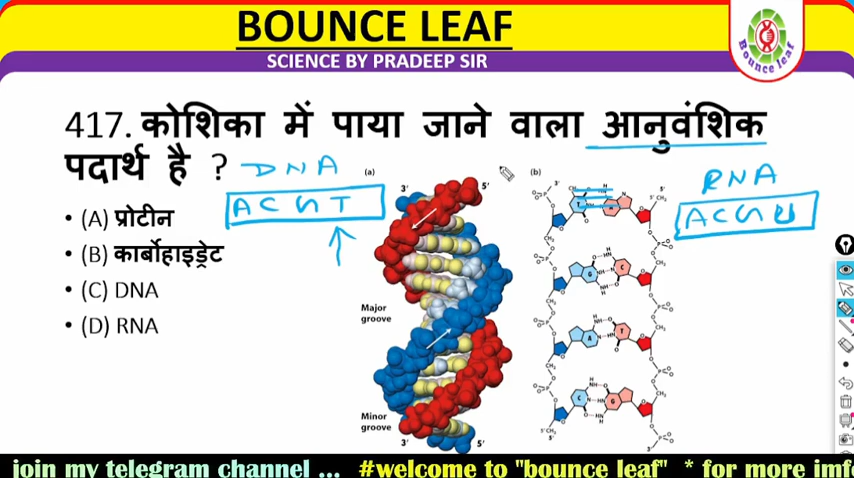 BOUNCE LEAF
SCIENCE BY PRADEEP SIR
Bounce leaf
417. कोशिका में पाया जाने वाला आनुवंशिक
पदार्थ है ?
DNA
ACGT
• (A) प्रोटीन
• (B) कार्बोहाइड्रेट
• (C) DNA
• (D) RNA
(a)
3' 5'
Major
groove
Minor
groove
3' 5'
(b)
RNA
ACGU
T A
G C
A T
C G
join my telegram channel ... #welcome to "bounce leaf" * for more imfo